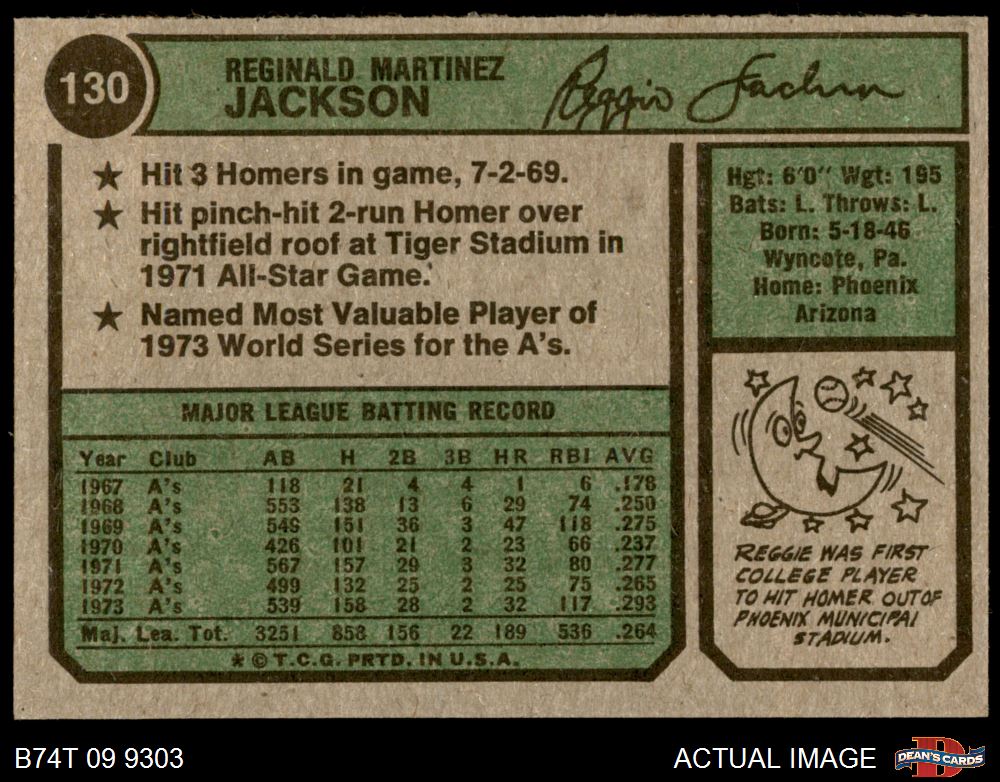 130
REGINALD MARTINEZ
JACKSON
Reggie Jackson
★ Hit 3 Homers in game, 7-2-69.
★ Hit pinch-hit 2-run Homer over
rightfield roof at Tiger Stadium in
1971 All-Star Game.
★ Named Most Valuable Player of
1973 World Series for the A's.
Hgt: 6'0" Wgt: 195
Bats: L. Throws: L.
Born: 5-18-46
Wyncote, Pa.
Home: Phoenix
Arizona
MAJOR LEAGUE BATTING RECORD
Year Club AB H 2B 3B HR RBI AVG
1967 A's 118 21 4 4 1 6 .178
1968 A's 553 138 13 6 29 74 .250
1969 A's 549 151 36 3 47 118 .275
1970 A's 426 101 21 2 23 66 .237
1971 A's 567 157 29 3 32 80 .277
1972 A's 499 132 25 2 25 75 .265
1973 A's 539 158 28 2 32 117 .293
Maj. Lea. Tot. 3251 858 156 22 189 536 .264
★ © T.C.G. PRTD. IN U.S.A.
REGGIE WAS FIRST
COLLEGE PLAYER
TO HIT HOMER OUT OF
PHOENIX MUNICIPAL
STADIUM.
B74T 09 9303
ACTUAL IMAGE
D
DEAN'S CARDS